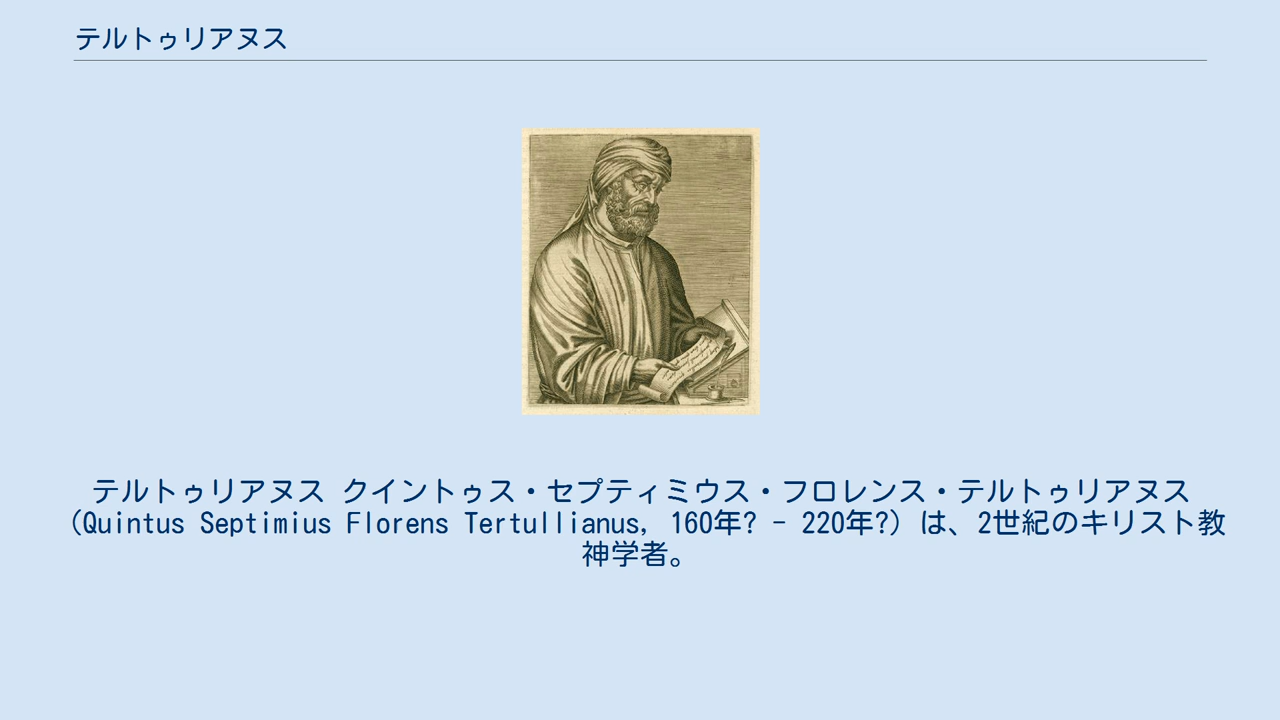 テルトゥリアヌス
テルトゥリアヌス クイントゥス・セプティミウス・フロレンス・テルトゥリアヌス
(Quintus Septimius Florens Tertullianus, 160年? - 220年?) は、2世紀のキリスト教
神学者。